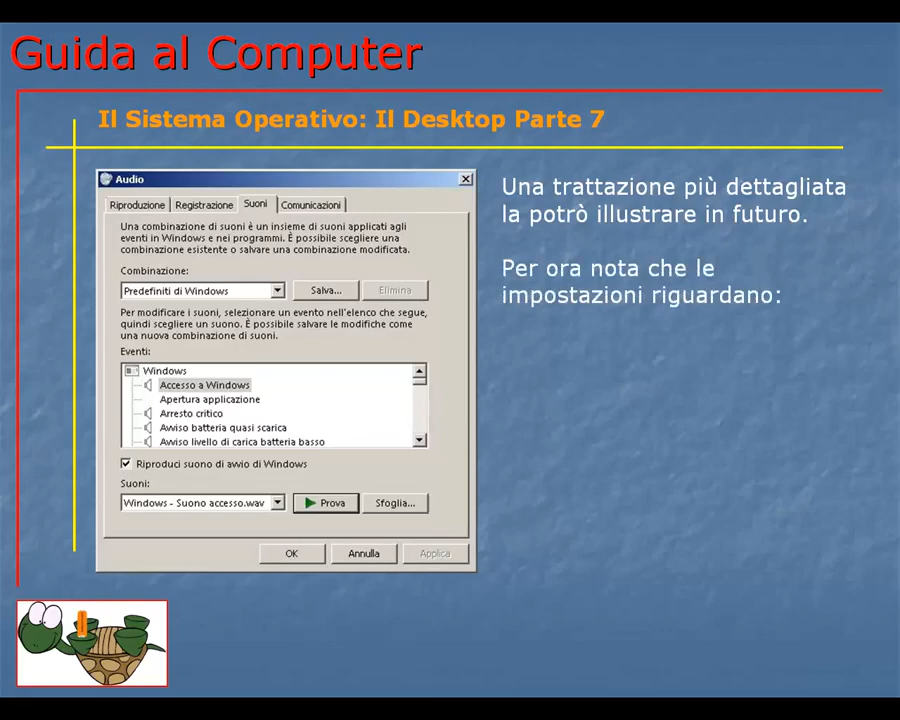 Guida al Computer
Il Sistema Operativo: Il Desktop Parte 7
Audio
Riproduzione Registrazione Suoni Comunicazioni
Una combinazione di suoni è un insieme di suoni applicati agli
eventi in Windows e nei programmi. È possibile scegliere una
combinazione esistente o salvare una combinazione modificata.
Combinazione:
Predefiniti di Windows Salva... Elimina
Per modificare i suoni, selezionare un evento nell'elenco che segue,
quindi scegliere un suono. È possibile salvare le modifiche come
una nuova combinazione di suoni.
Eventi:
Windows
Accesso a Windows
Apertura applicazione
Arresto critico
Avviso batteria quasi scarica
Avviso livello di carica batteria basso
Riproduci suono di avvio di Windows
Suoni:
Windows - Suono accesso.wav Prova Sfoglia...
OK Annulla Applica
Una trattazione più dettagliata
la potrò illustrare in futuro.
Per ora nota che le
impostazioni riguardano: